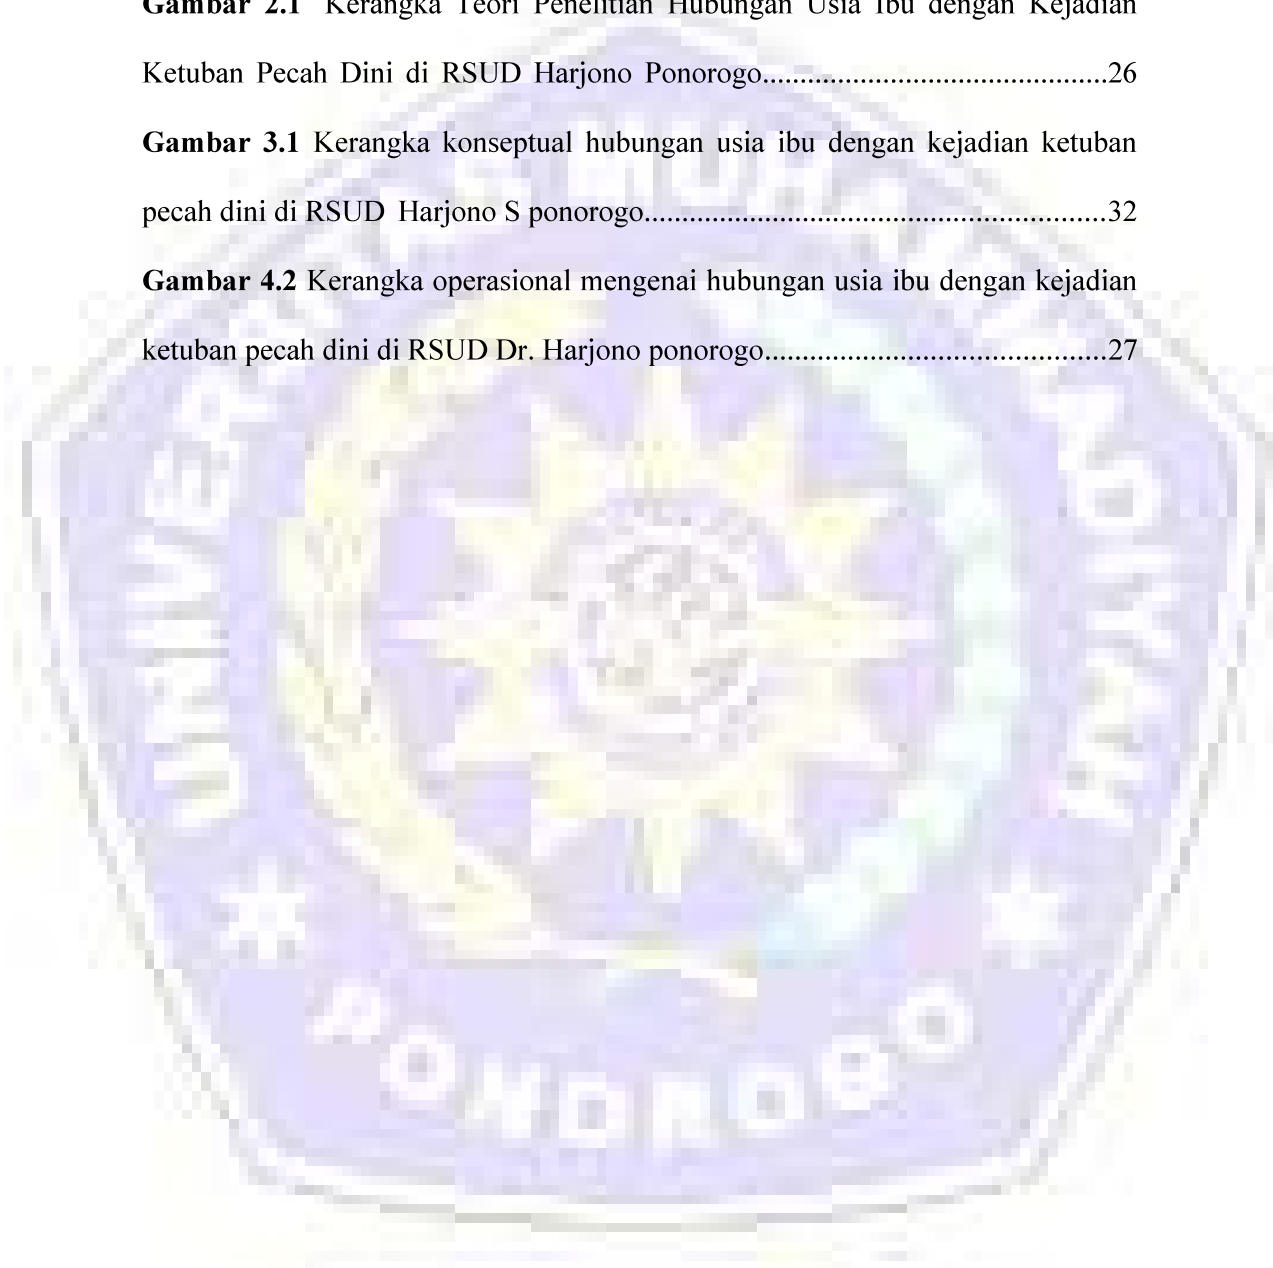 Gambar 2.1 Kerangka Teori Penelitian Hubungan Usia Ibu dengan Kejadian
Ketuban Pecah Dini di RSUD Harjono Ponorogo..............................................26
Gambar 3.1 Kerangka konseptual hubungan usia ibu dengan kejadian ketuban
pecah dini di RSUD Harjono S ponorogo.............................................................32
Gambar 4.2 Kerangka operasional mengenai hubungan usia ibu dengan kejadian
ketuban pecah dini di RSUD Dr. Harjono ponorogo.............................................27
UNIVERSITAS MUHAMMADIYAH
PONOROGO